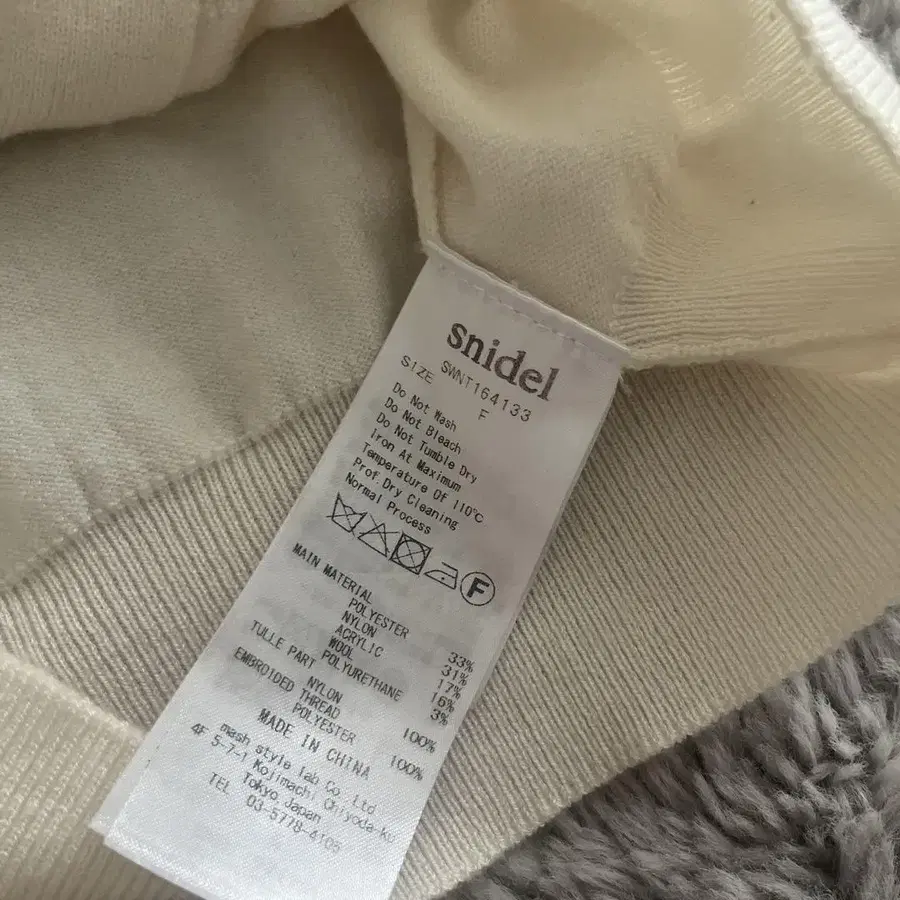 snidel
SWNT164133
SIZE F
Do Not Wash
Do Not Bleach
Do Not Tumble Dry
Iron At Maximum
Temperature Of 110℃
Prof.Dry Cleaning
Normal Process
F
MAIN MATERIAL
POLYESTER 33%
NYLON 31%
ACRYLIC 17%
WOOL 16%
POLYURETHANE 3%
TULLE PART
NYLON 100%
EMBROIDED THREAD
POLYESTER 100%
MADE IN CHINA
mash style lab Co., Ltd.
4F 5-7-1 Kojimachi, Chiyoda-ku
Tokyo Japan
TEL 03-5778-4105